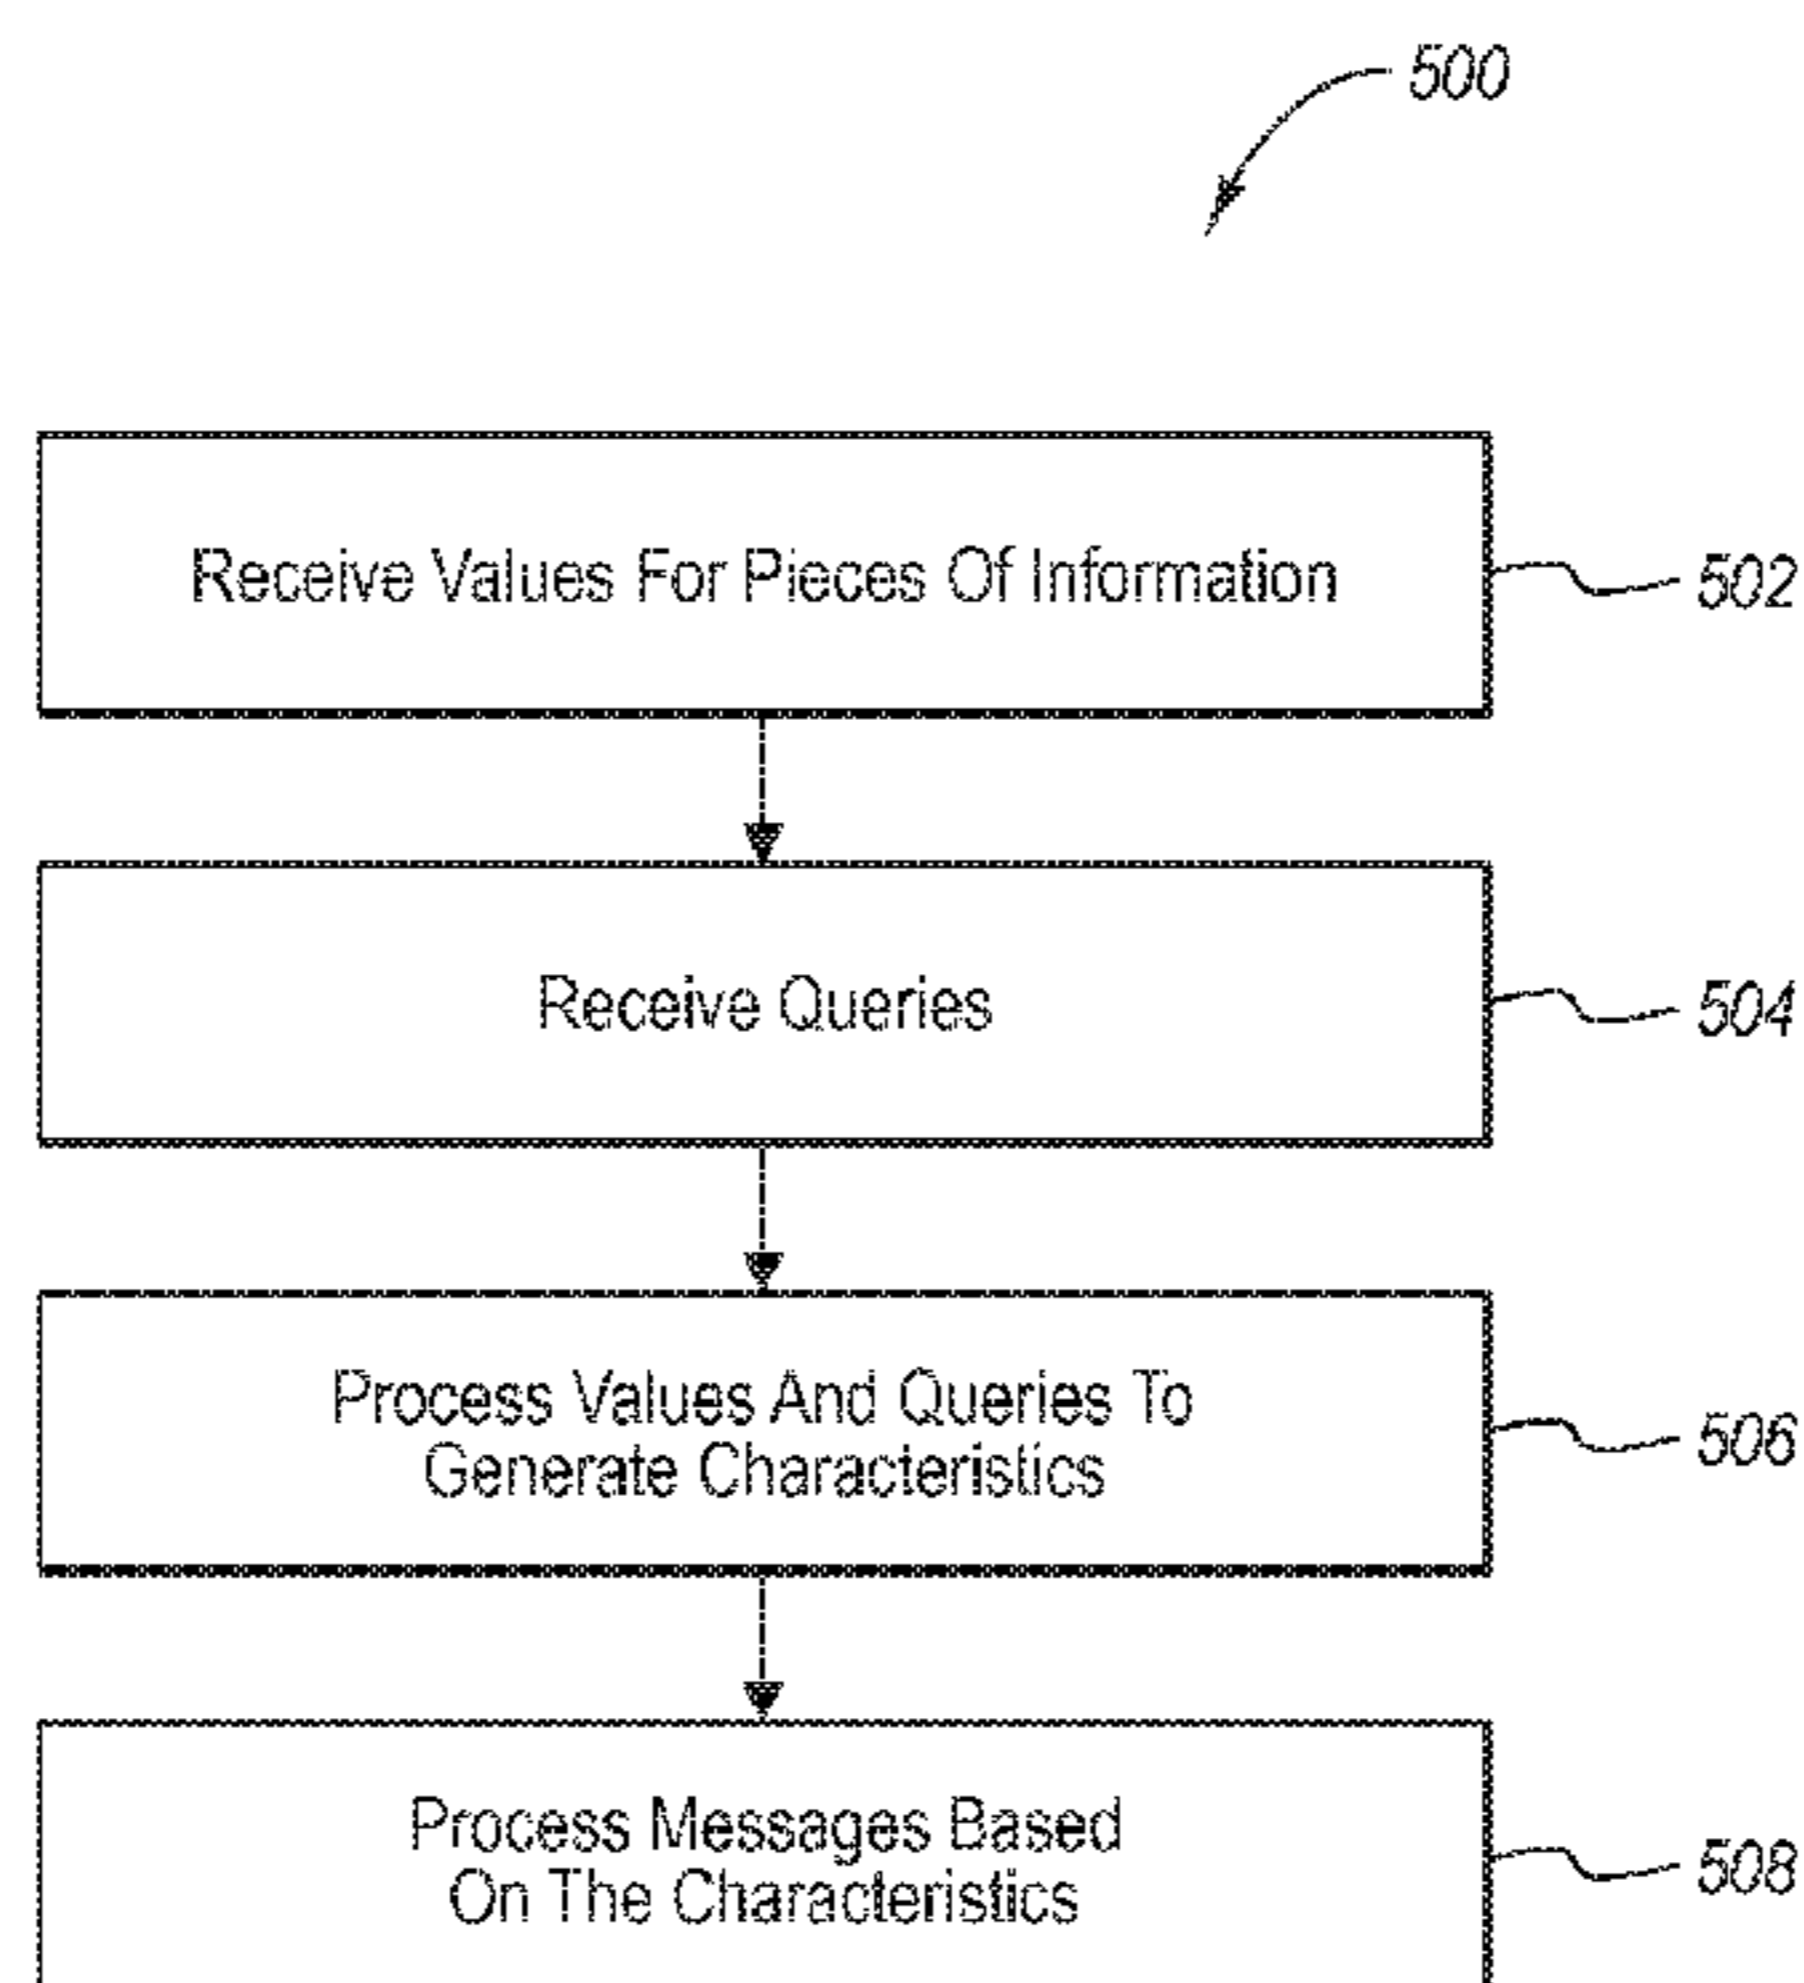 500
Receive Values For Pieces Of Information
502
Receive Queries
504
Process Values And Queries To
Generate Characteristics
506
Process Messages Based
On The Characteristics
508